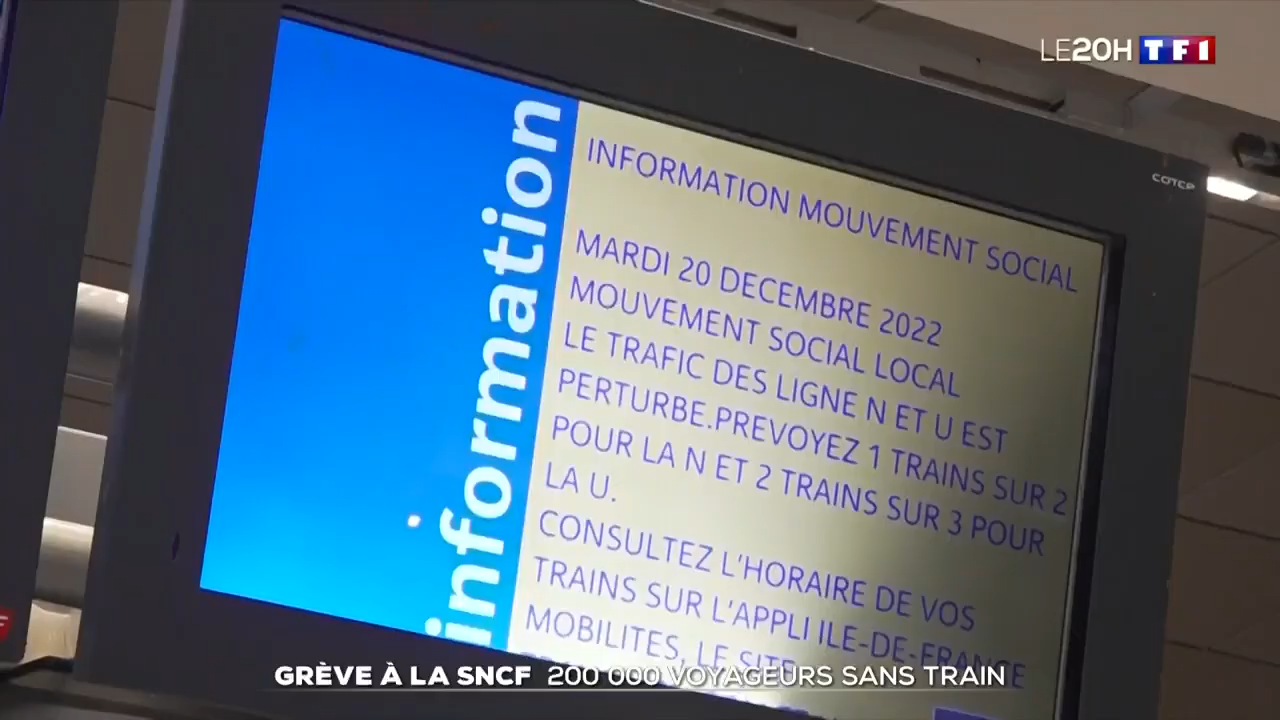 LE20H TF1
COTEP
information
INFORMATION MOUVEMENT SOCIAL
MARDI 20 DECEMBRE 2022
MOUVEMENT SOCIAL LOCAL
LE TRAFIC DES LIGNE N ET U EST
PERTURBE.PREVOYEZ 1 TRAINS SUR 2
POUR LA N ET 2 TRAINS SUR 3 POUR
LA U.
CONSULTEZ L'HORAIRE DE VOS
TRAINS SUR L'APPLI ILE-DE-FRANCE
MOBILITES, LE SITE
GRÈVE À LA SNCF 200 000 VOYAGEURS SANS TRAIN